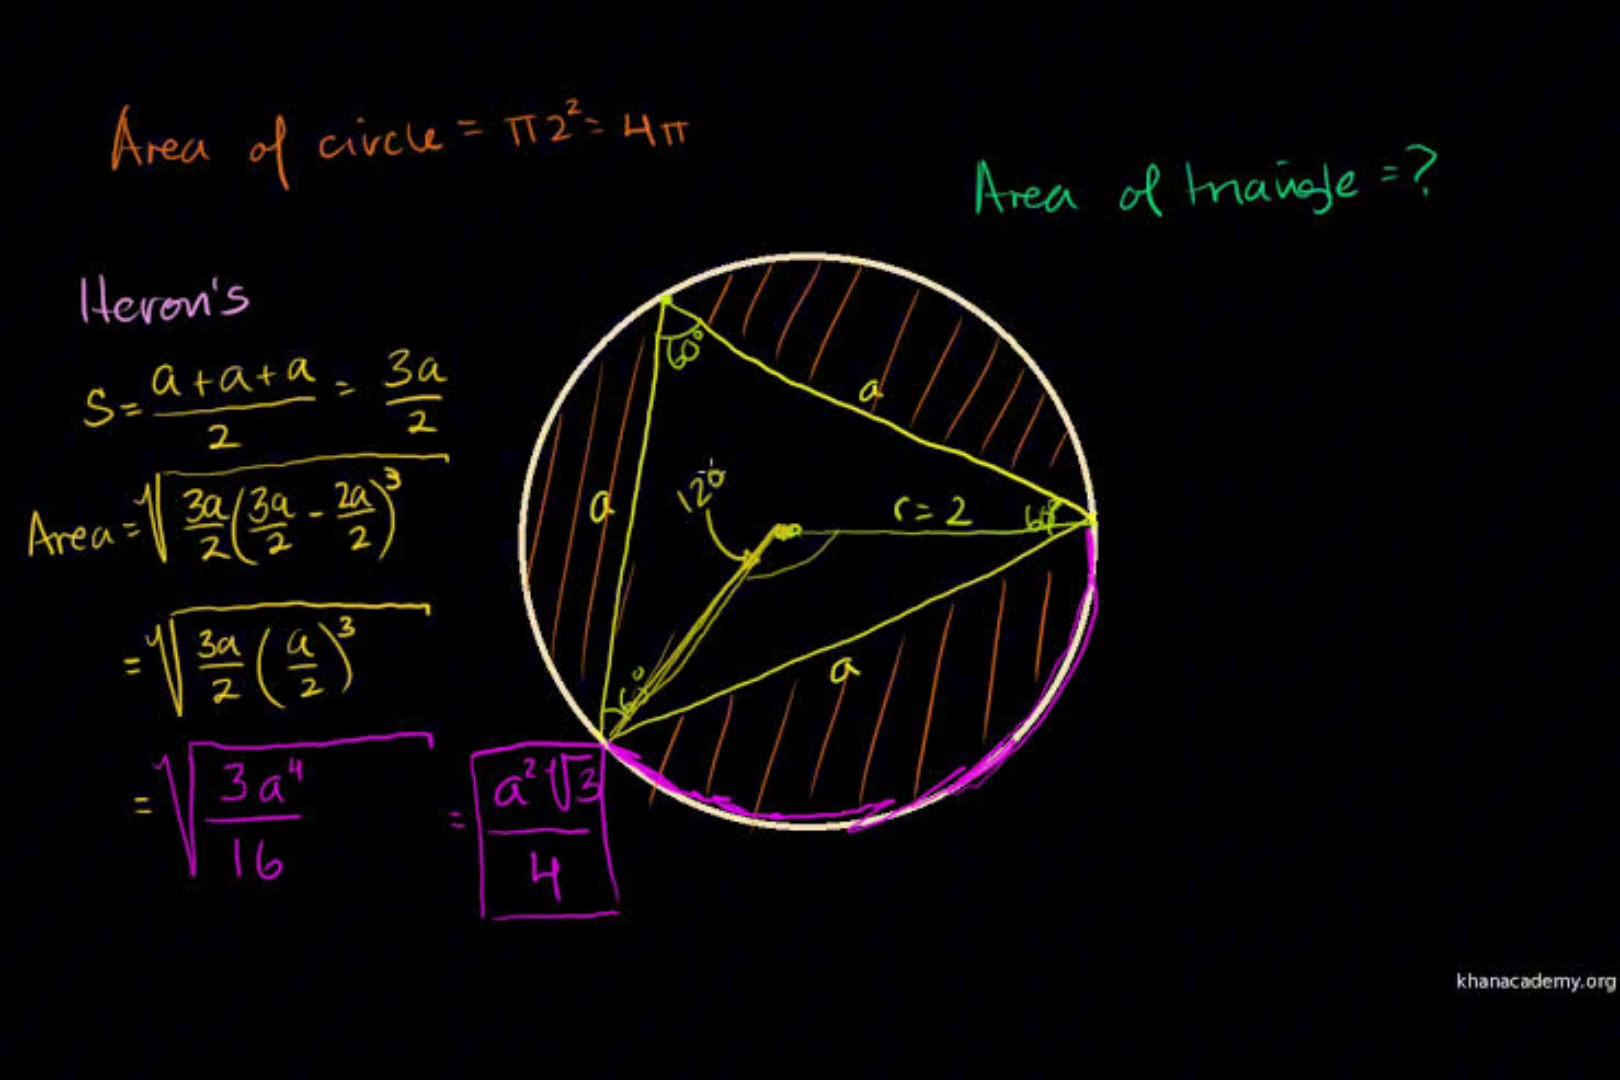 Area of circle = π2² = 4π
Area of triangle = ?
Heron's
S = (a + a + a)/2 = 3a/2
Area = √(3a/2 (3a/2 - 2a/2)³)
= √(3a/2 (a/2)³)
= √(3a⁴/16) = a²√3/4
60°
a
a
120°
r = 2
60°
a
60°
khanacademy.org